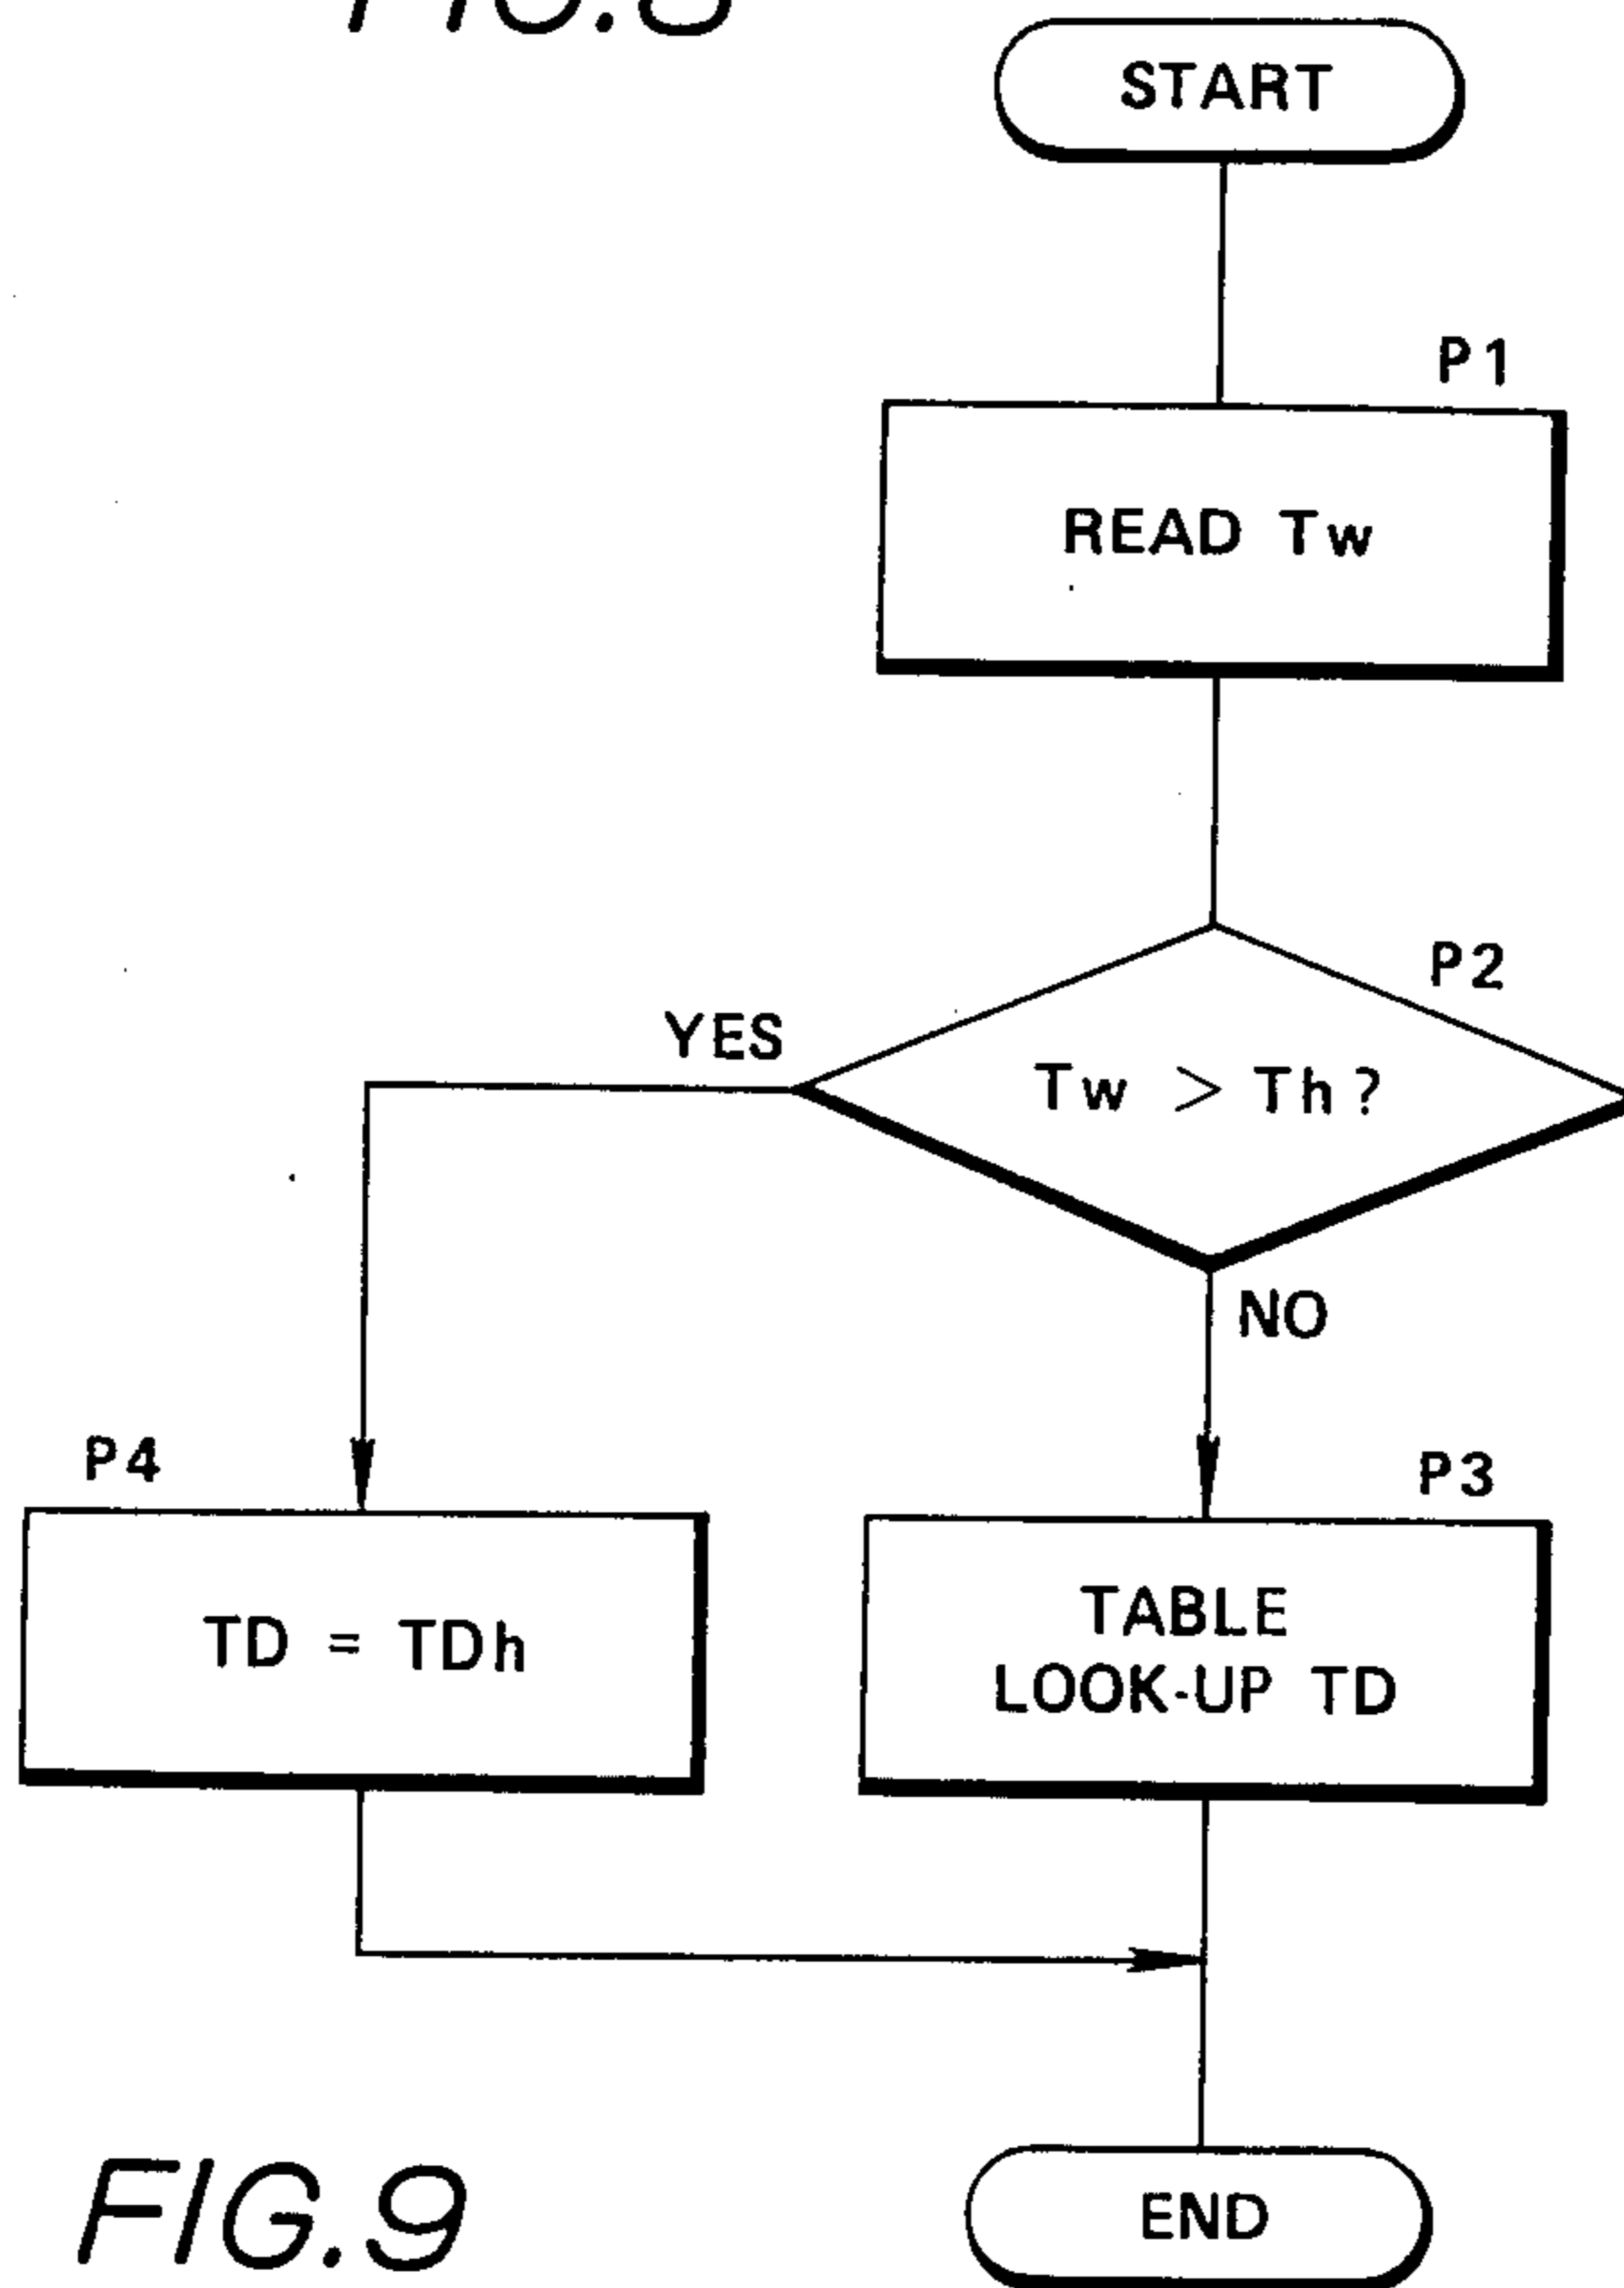 START
P1
READ Tw
P2
YES
Tw > Th?
NO
P4
P3
TD = TDh
TABLE
LOOK-UP TD
FIG.9
END